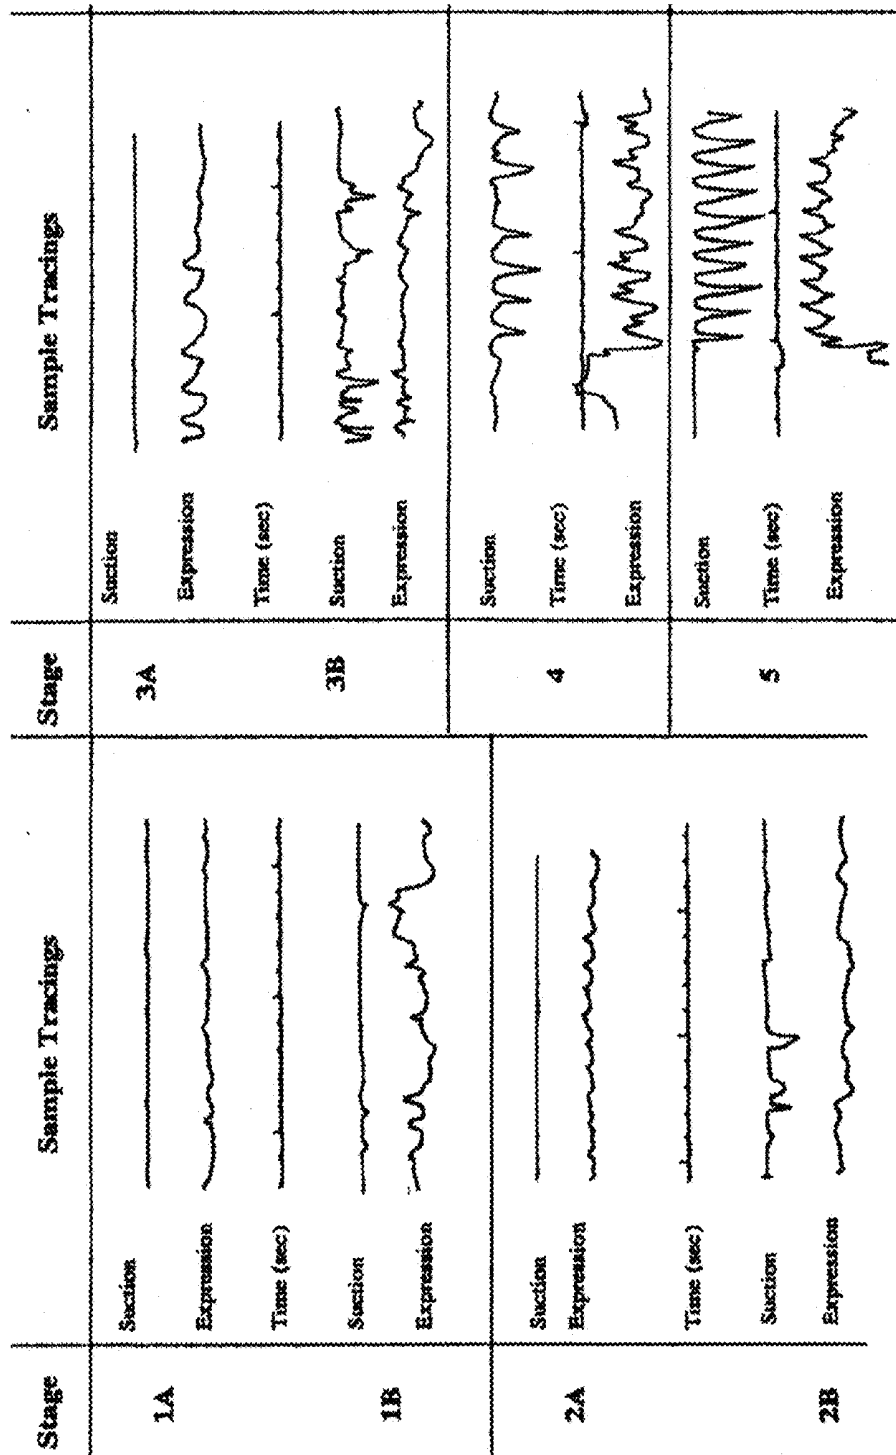 Stage
Sample Tracings
Stage
Sample Tracings
1A
Suction
Expression
Time (sec)
1B
Suction
Expression
2A
Suction
Expression
Time (sec)
2B
Suction
Expression
3A
Suction
Expression
Time (sec)
3B
Suction
Expression
4
Suction
Time (sec)
Expression
5
Suction
Time (sec)
Expression